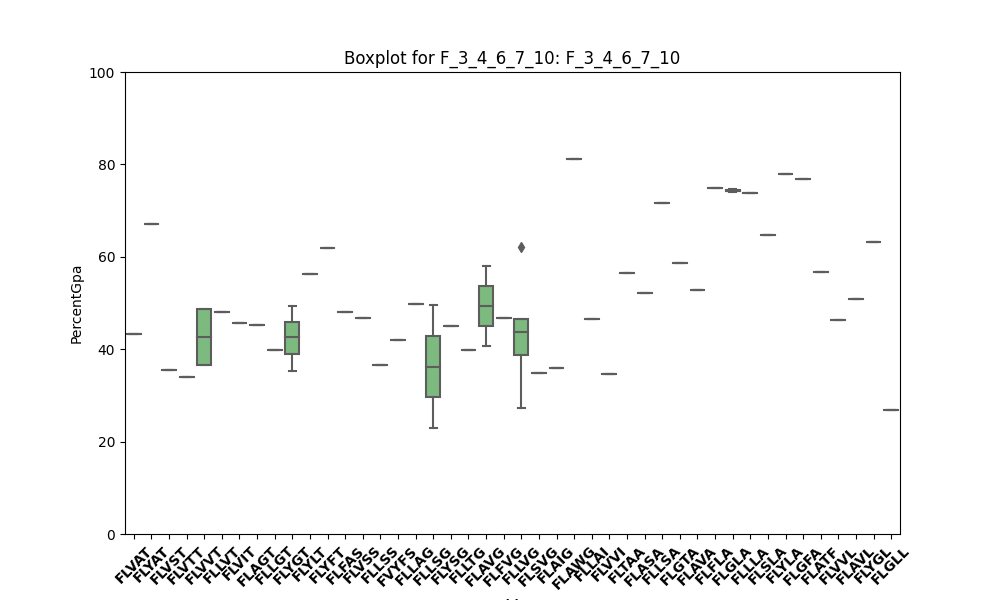 Boxplot for F_3_4_6_7_10: F_3_4_6_7_10
PercentGpa
100
80
60
40
20
0
FLVAT
FLYAT
FLVST
FLVTT
FLVVT
FLLVT
FLVIT
FLAGT
FLLGT
FLYGT
FLYLT
FLYFT
FLFAS
FLVSS
FLLSS
FVYFS
FLLAG
FLLSG
FLYSG
FLLTG
FLAVG
FLFVG
FLLVG
FLSVG
FLAIG
FLAWG
FLLAI
FLVVI
FLTAA
FLASA
FLLSA
FLGTA
FLAVA
FLFLA
FLGLA
FLLLA
FLSLA
FLYLA
FLGFA
FLATF
FLVVL
FLAVL
FLYGL
FLGLL